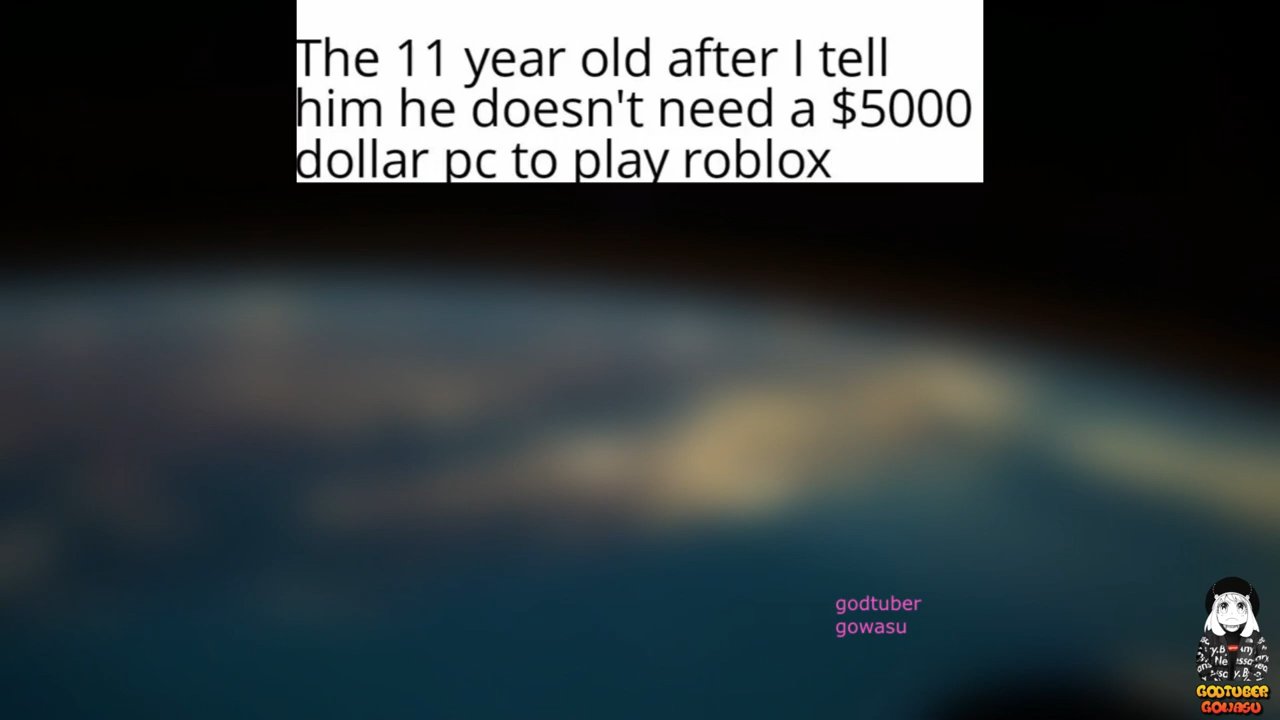 The 11 year old after I tell
him he doesn't need a $5000
dollar pc to play roblox
godtuber
gowasu
GODTUBER
GOWASU